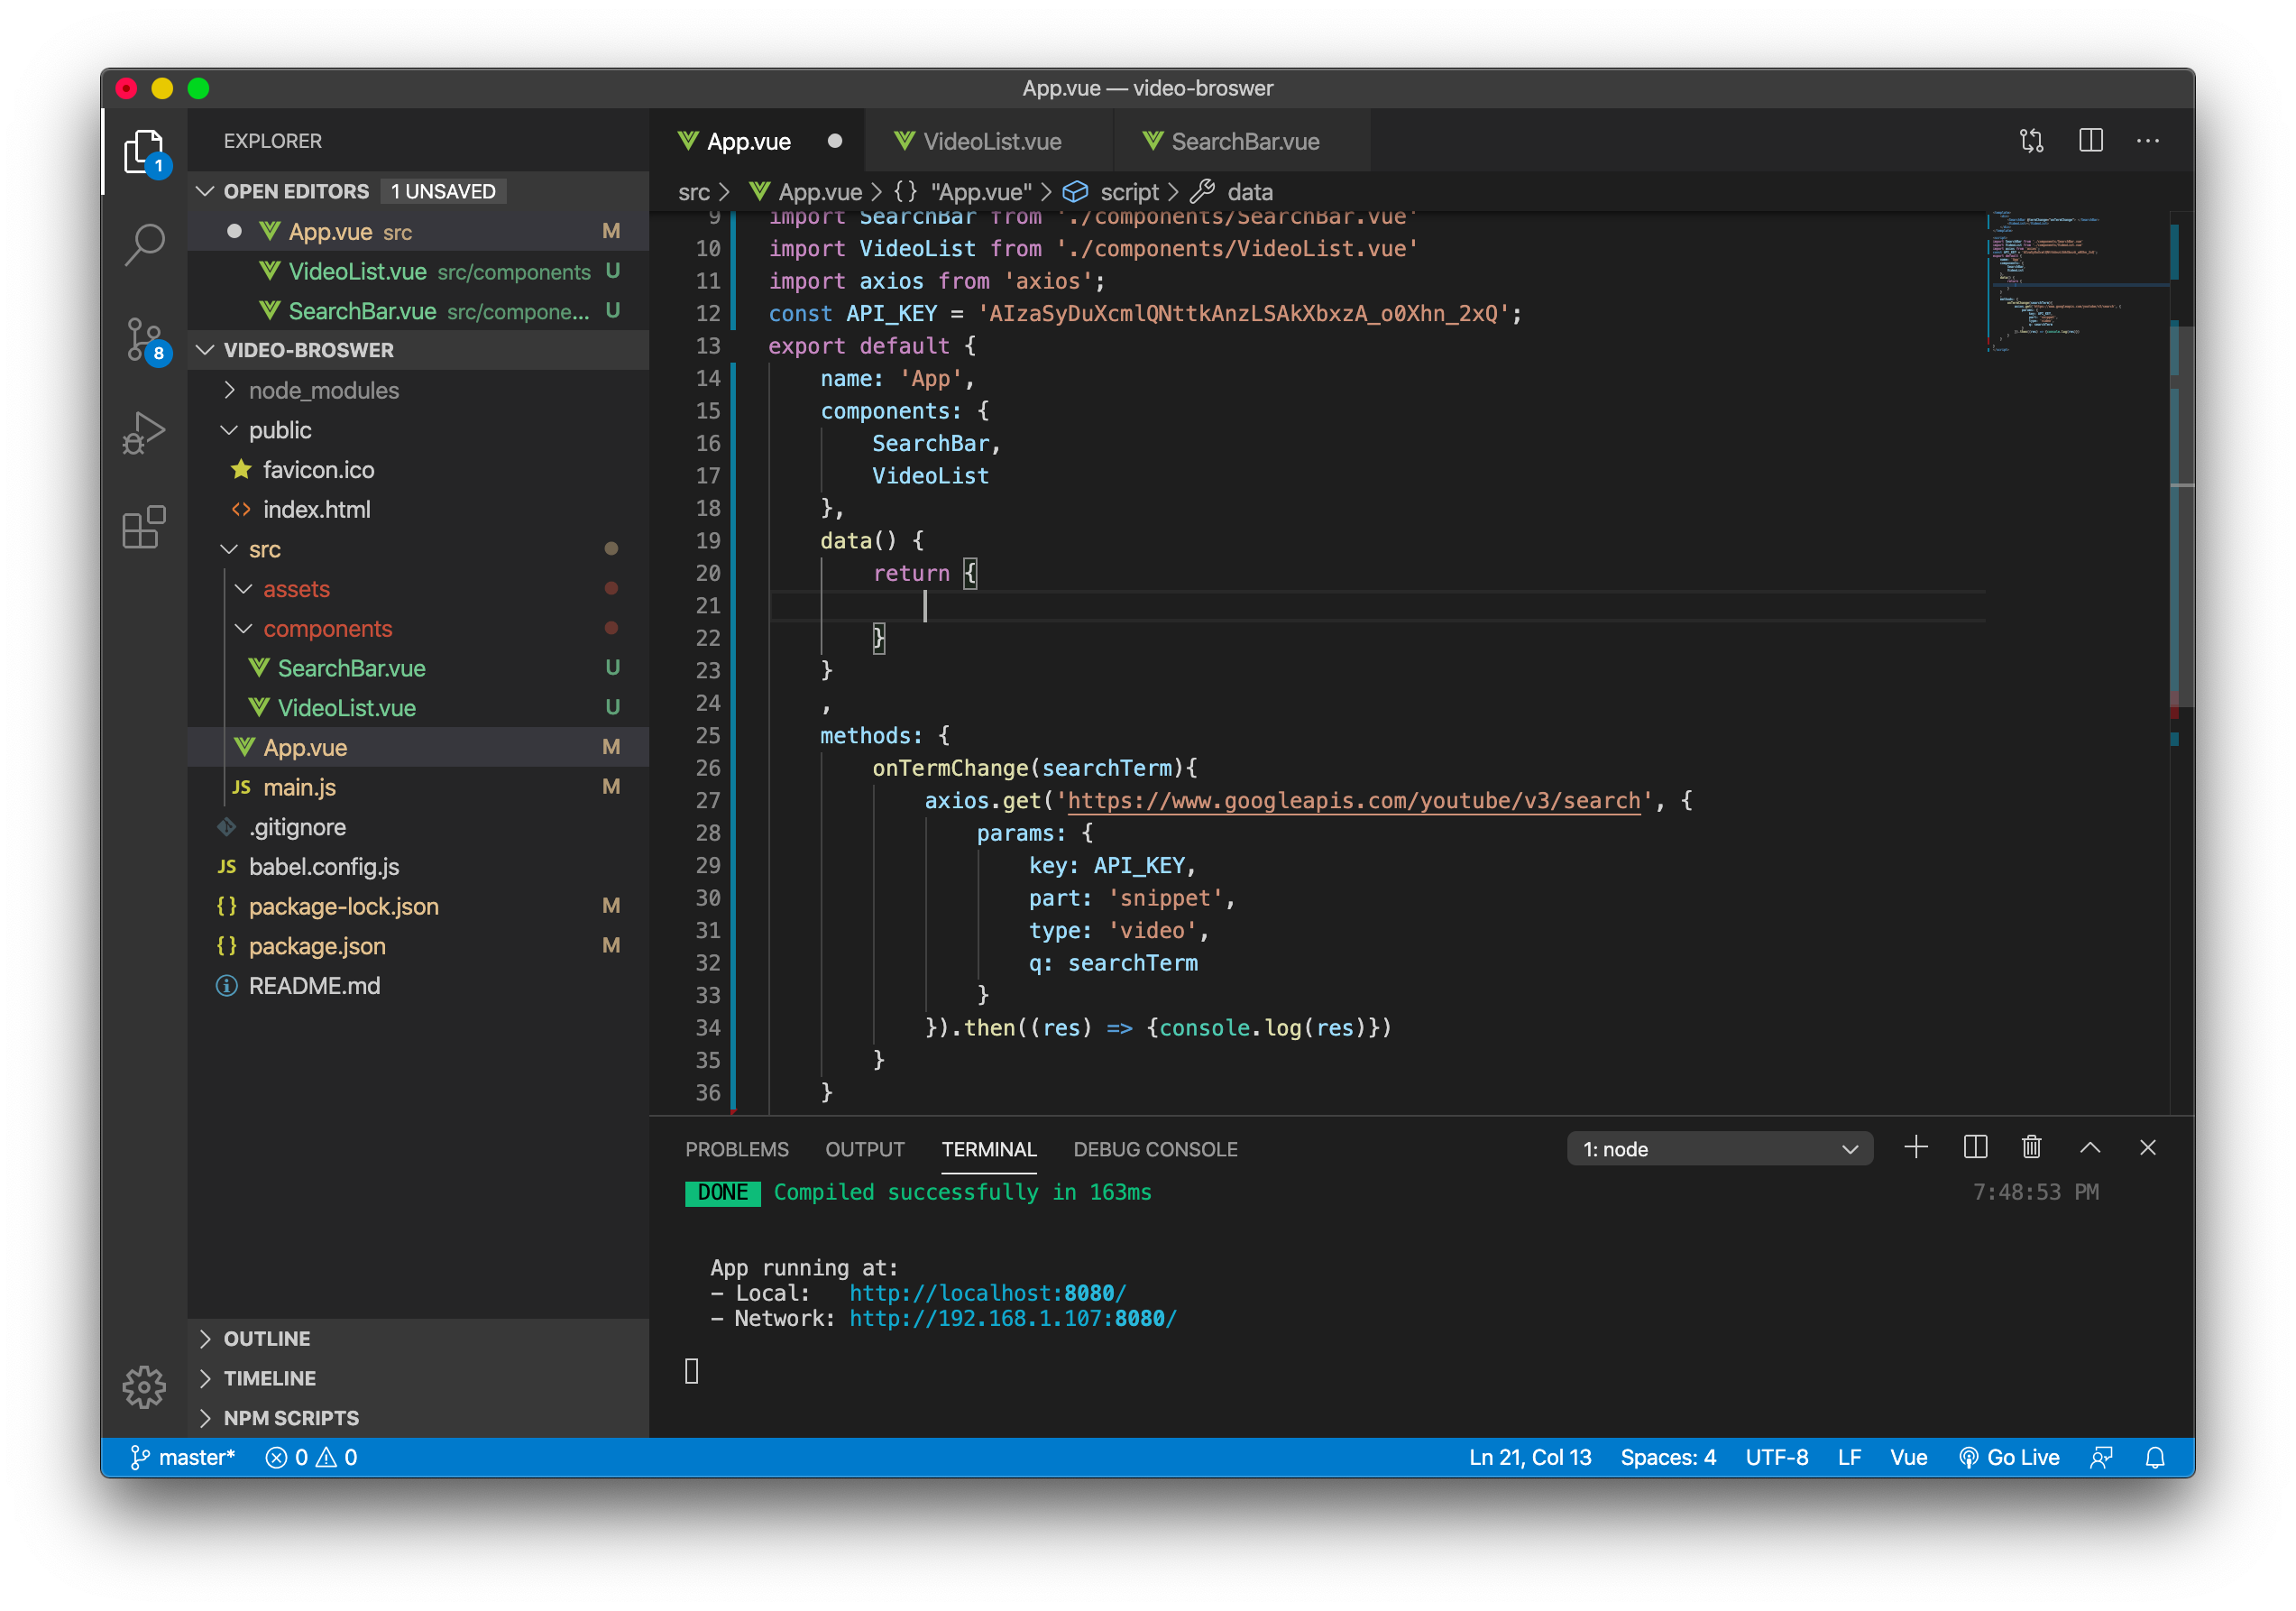 App.vue — video-broswer
EXPLORER
OPEN EDITORS 1 UNSAVED
App.vue src M
VideoList.vue src/components U
SearchBar.vue src/compone... U
VIDEO-BROSWER
node_modules
public
favicon.ico
index.html
src
assets
components
SearchBar.vue U
VideoList.vue U
App.vue M
JS main.js M
.gitignore
JS babel.config.js
{} package-lock.json M
{} package.json M
README.md
OUTLINE
TIMELINE
NPM SCRIPTS
1
8
App.vue VideoList.vue SearchBar.vue
src > App.vue > {} "App.vue" > script > data
9 import SearchBar from './components/SearchBar.vue'
10 import VideoList from './components/VideoList.vue'
11 import axios from 'axios';
12 const API_KEY = 'AIzaSyDuXcmlQNttkAnzLSAkXbxzA_o0Xhn_2xQ';
13 export default {
14 name: 'App',
15 components: {
16 SearchBar,
17 VideoList
18 },
19 data() {
20 return {
21
22 }
23 }
24 ,
25 methods: {
26 onTermChange(searchTerm){
27 axios.get('https://www.googleapis.com/youtube/v3/search', {
28 params: {
29 key: API_KEY,
30 part: 'snippet',
31 type: 'video',
32 q: searchTerm
33 }
34 }).then((res) => {console.log(res)})
35 }
36 }
PROBLEMS OUTPUT TERMINAL DEBUG CONSOLE 1: node
DONE Compiled successfully in 163ms 7:48:53 PM
App running at:
- Local: http://localhost:8080/
- Network: http://192.168.1.107:8080/
master* 0 0 Ln 21, Col 13 Spaces: 4 UTF-8 LF Vue Go Live